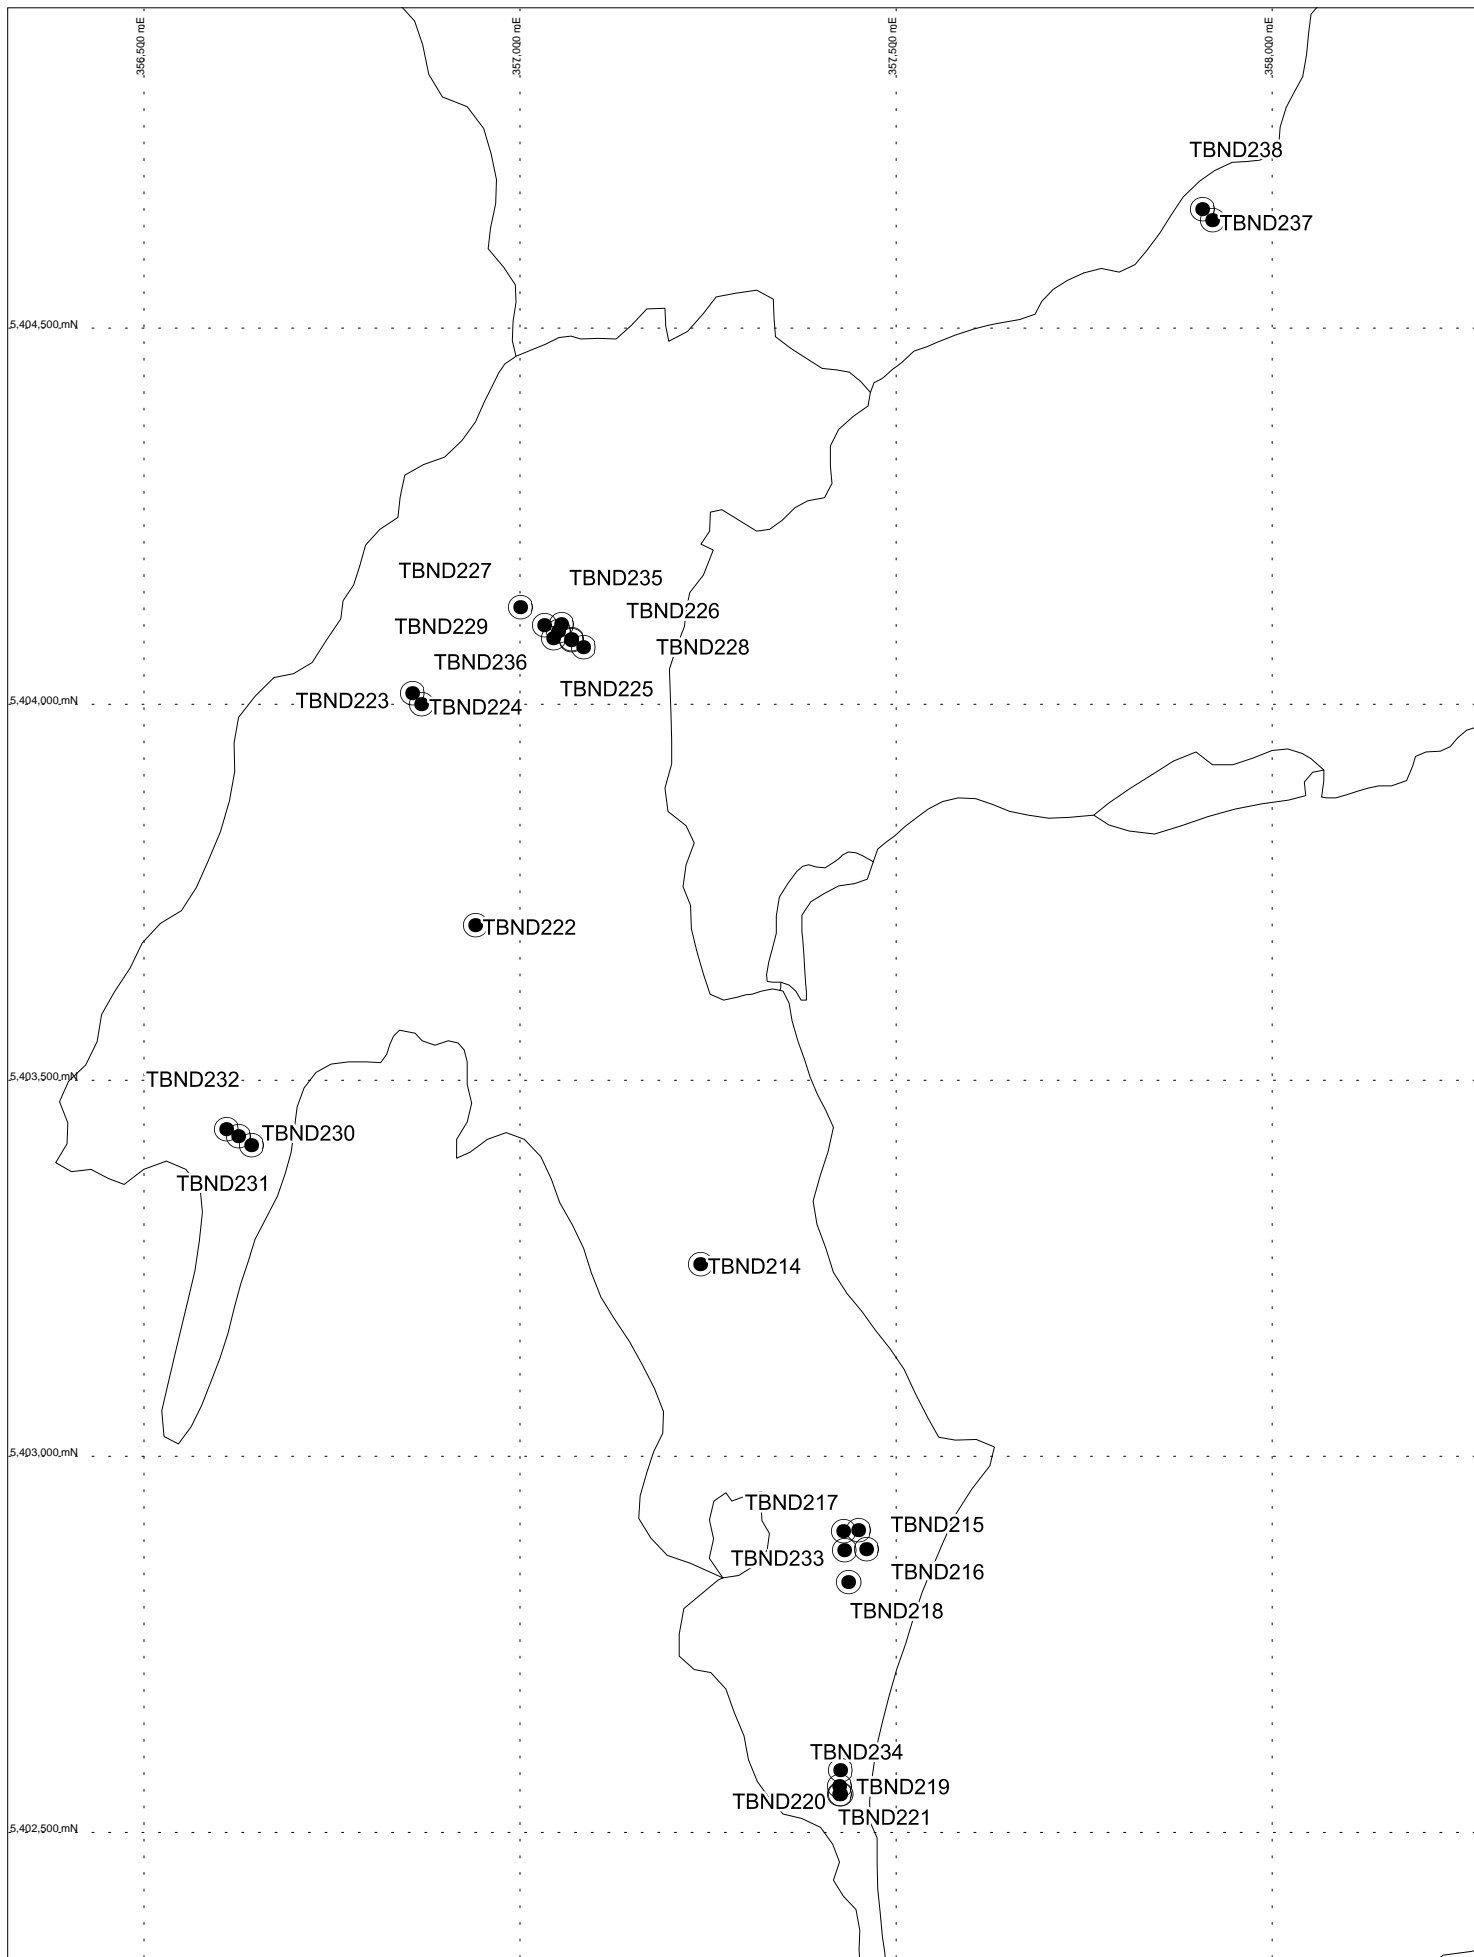 356,500 mE
357,000 mE
357,500 mE
358,000 mE
TBND238
TBND237
5,404,500 mN
TBND227
TBND235
TBND226
TBND229
TBND228
TBND236
TBND225
TBND223
TBND224
5,404,000 mN
TBND222
5,403,500 mN
TBND232
TBND230
TBND231
TBND214
5,403,000 mN
TBND217
TBND215
TBND233
TBND216
TBND218
TBND234
TBND219
TBND220
TBND221
5,402,500 mN